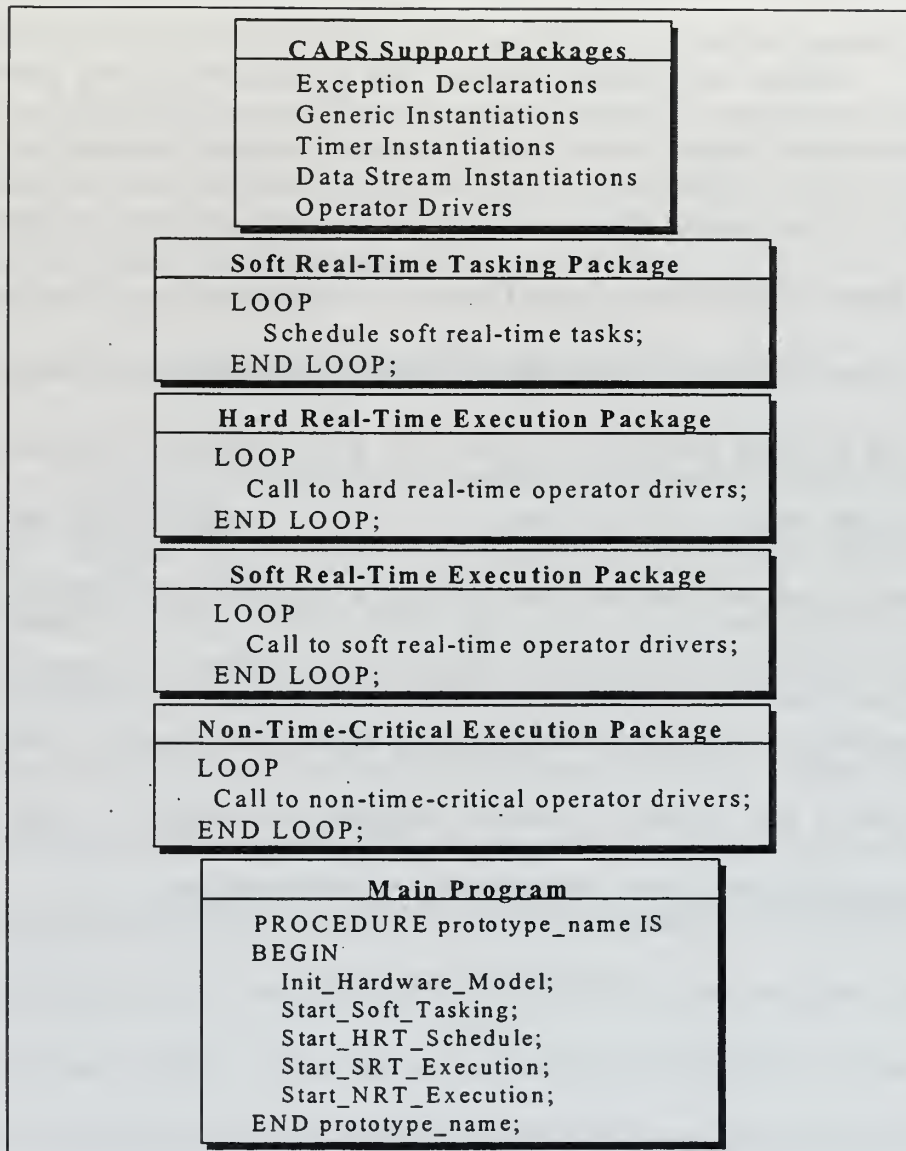 CAPS Support Packages
Exception Declarations
Generic Instantiations
Timer Instantiations
Data Stream Instantiations
Operator Drivers
Soft Real-Time Tasking Package
LOOP
Schedule soft real-time tasks;
END LOOP;
Hard Real-Time Execution Package
LOOP
Call to hard real-time operator drivers;
END LOOP;
Soft Real-Time Execution Package
LOOP
Call to soft real-time operator drivers;
END LOOP;
Non-Time-Critical Execution Package
LOOP
Call to non-time-critical operator drivers;
END LOOP;
Main Program
PROCEDURE prototype_name IS
BEGIN
Init_Hardware_Model;
Start_Soft_Tasking;
Start_HRT_Schedule;
Start_SRT_Execution;
Start_NRT_Execution;
END prototype_name;